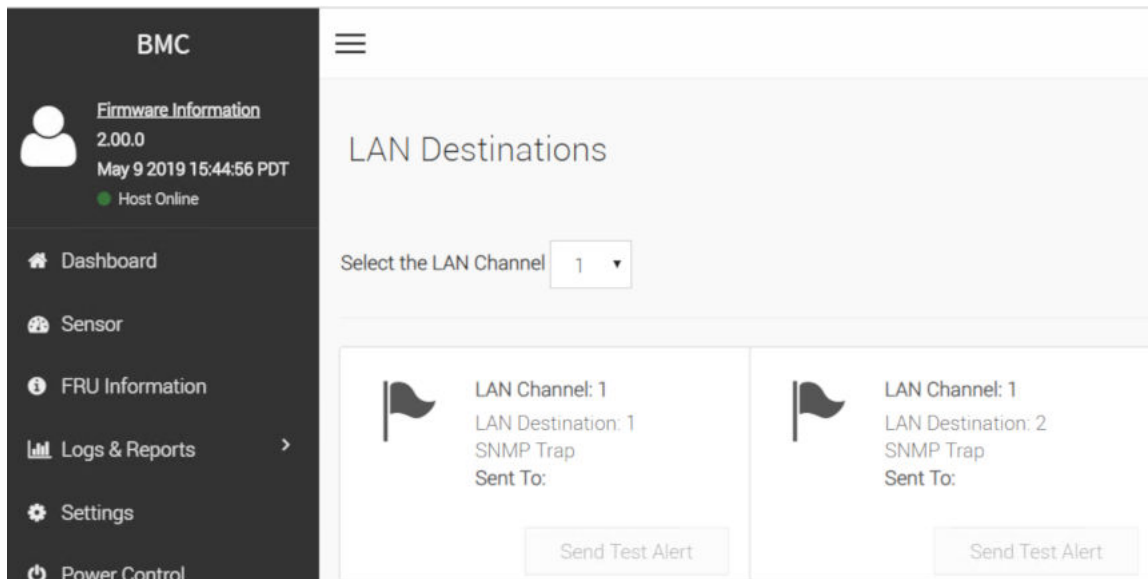 BMC
Firmware Information
2.00.0
May 9 2019 15:44:56 PDT
Host Online
Dashboard
Sensor
FRU Information
Logs & Reports
Settings
Power Control
LAN Destinations
Select the LAN Channel 1
LAN Channel: 1
LAN Destination: 1
SNMP Trap
Sent To:
Send Test Alert
LAN Channel: 1
LAN Destination: 2
SNMP Trap
Sent To:
Send Test Alert